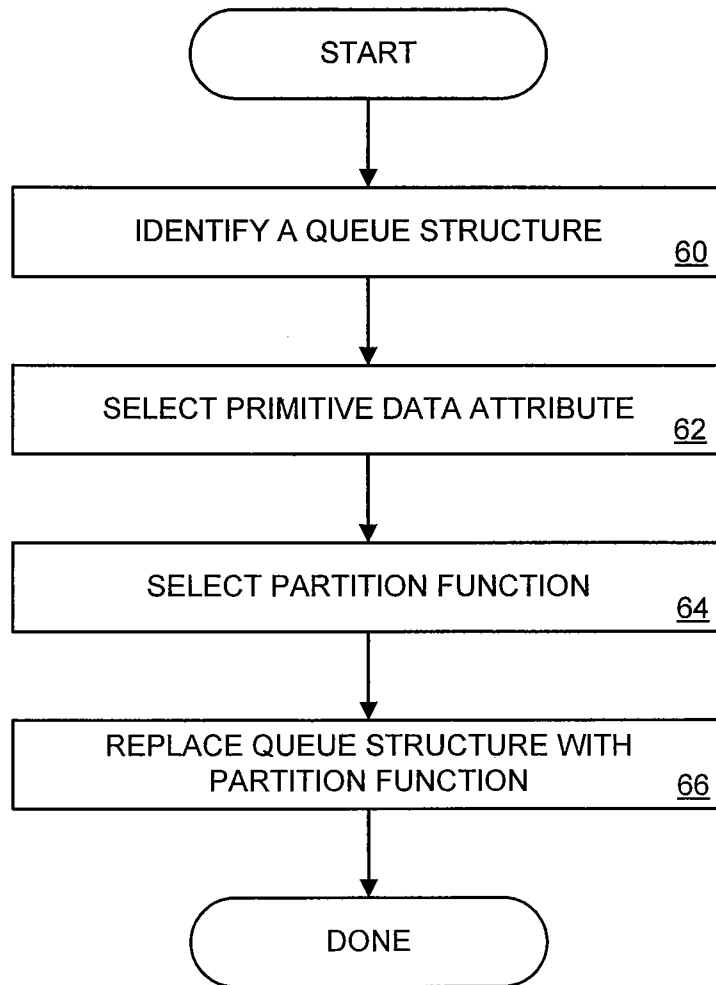 START
IDENTIFY A QUEUE STRUCTURE
60
SELECT PRIMITIVE DATA ATTRIBUTE
62
SELECT PARTITION FUNCTION
64
REPLACE QUEUE STRUCTURE WITH
PARTITION FUNCTION
66
DONE